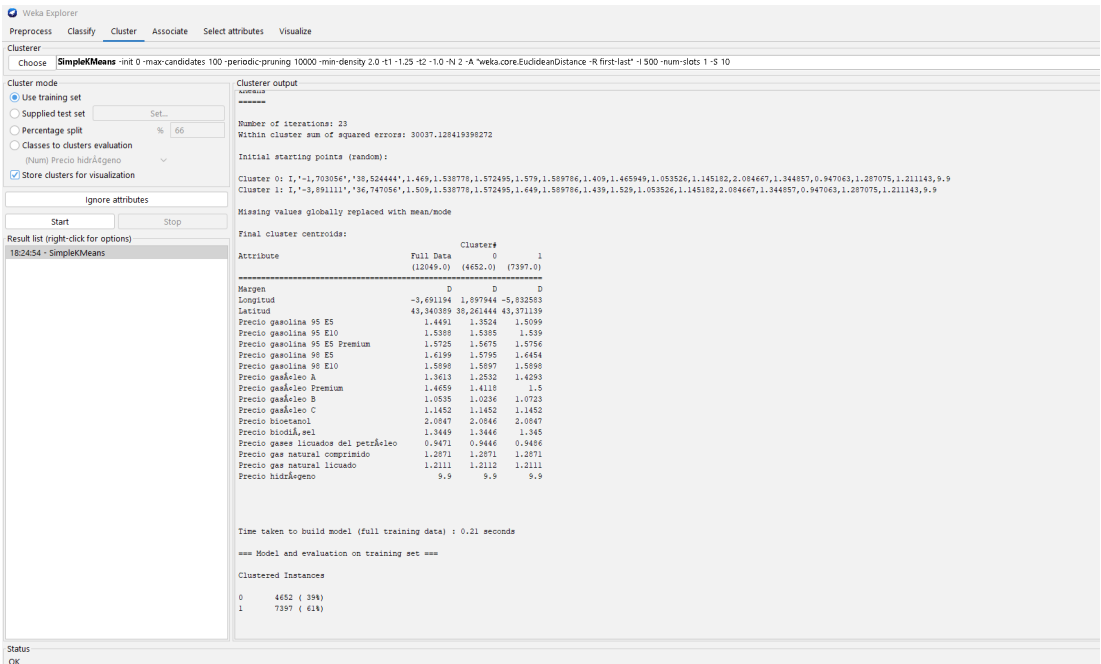 Weka Explorer
Preprocess Classify Cluster Associate Select attributes Visualize
Clusterer
Choose SimpleKMeans -init 0 -max-candidates 100 -periodic-pruning 10000 -min-density 2.0 -t1 -1.25 -t2 -1.0 -N 2 -A "weka.core.EuclideanDistance -R first-last" -I 500 -num-slots 1 -S 10
Cluster mode
Use training set
Supplied test set Set...
Percentage split % 66
Classes to clusters evaluation
(Num) Precio hidrÃ¢geno
Store clusters for visualization
Ignore attributes
Start Stop
Result list (right-click for options)
18:24:54 - SimpleKMeans
Clusterer output
kMeans
======
Number of iterations: 23
Within cluster sum of squared errors: 30037.128419398272
Initial starting points (random):
Cluster 0: I,'-1,703056','38,524444',1.469,1.538778,1.572495,1.579,1.589786,1.409,1.465949,1.053526,1.145182,2.084667,1.344857,0.947063,1.287075,1.211143,9.9
Cluster 1: I,'-3,891111','36,747056',1.509,1.538778,1.572495,1.649,1.589786,1.439,1.529,1.053526,1.145182,2.084667,1.344857,0.947063,1.287075,1.211143,9.9
Missing values globally replaced with mean/mode
Final cluster centroids:
Cluster#
Attribute Full Data 0 1
(12049.0) (4652.0) (7397.0)
==================================================================
Margen D D D
Longitud -3,691194 1,897944 -5,832583
Latitud 43,340389 38,261444 43,371139
Precio gasolina 95 E5 1.4491 1.3524 1.5099
Precio gasolina 95 E10 1.5388 1.5385 1.539
Precio gasolina 95 E5 Premium 1.5725 1.5675 1.5756
Precio gasolina 98 E5 1.6199 1.5795 1.6454
Precio gasolina 98 E10 1.5898 1.5897 1.5898
Precio gasÃ¢leo A 1.3613 1.2532 1.4293
Precio gasÃ¢leo Premium 1.4659 1.4118 1.5
Precio gasÃ¢leo B 1.0535 1.0236 1.0723
Precio gasÃ¢leo C 1.1452 1.1452 1.1452
Precio bioetanol 2.0847 2.0846 2.0847
Precio biodiÃ‚sel 1.3449 1.3446 1.345
Precio gases licuados del petrÃ¢leo 0.9471 0.9446 0.9486
Precio gas natural comprimido 1.2871 1.2871 1.2871
Precio gas natural licuado 1.2111 1.2112 1.2111
Precio hidrÃ¢geno 9.9 9.9 9.9
Time taken to build model (full training data) : 0.21 seconds
=== Model and evaluation on training set ===
Clustered Instances
0 4652 ( 39%)
1 7397 ( 61%)
Status
OK